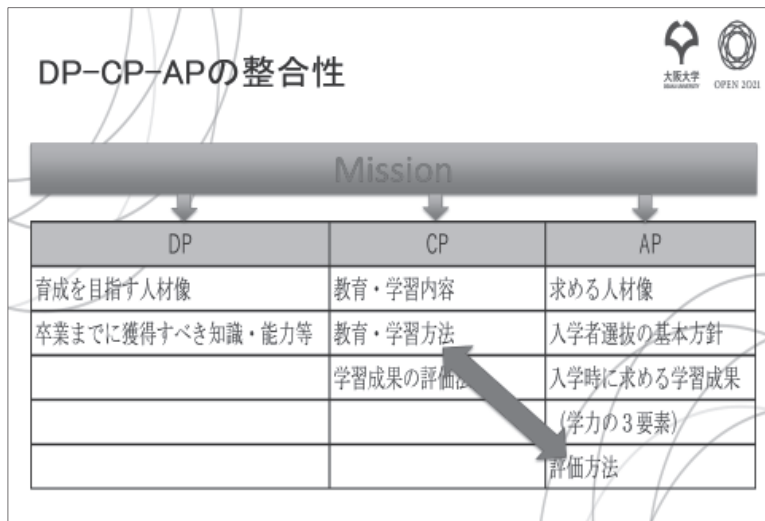 DP-CP-APの整合性
大阪大学
OSAKA UNIVERSITY
OPEN 2021
Mission
DP CP AP
育成を目指す人材像 教育・学習内容 求める人材像
卒業までに獲得すべき知識・能力等 教育・学習方法 入学者選抜の基本方針
学習成果の評価 入学時に求める学習成果
(学力の3要素)
評価方法